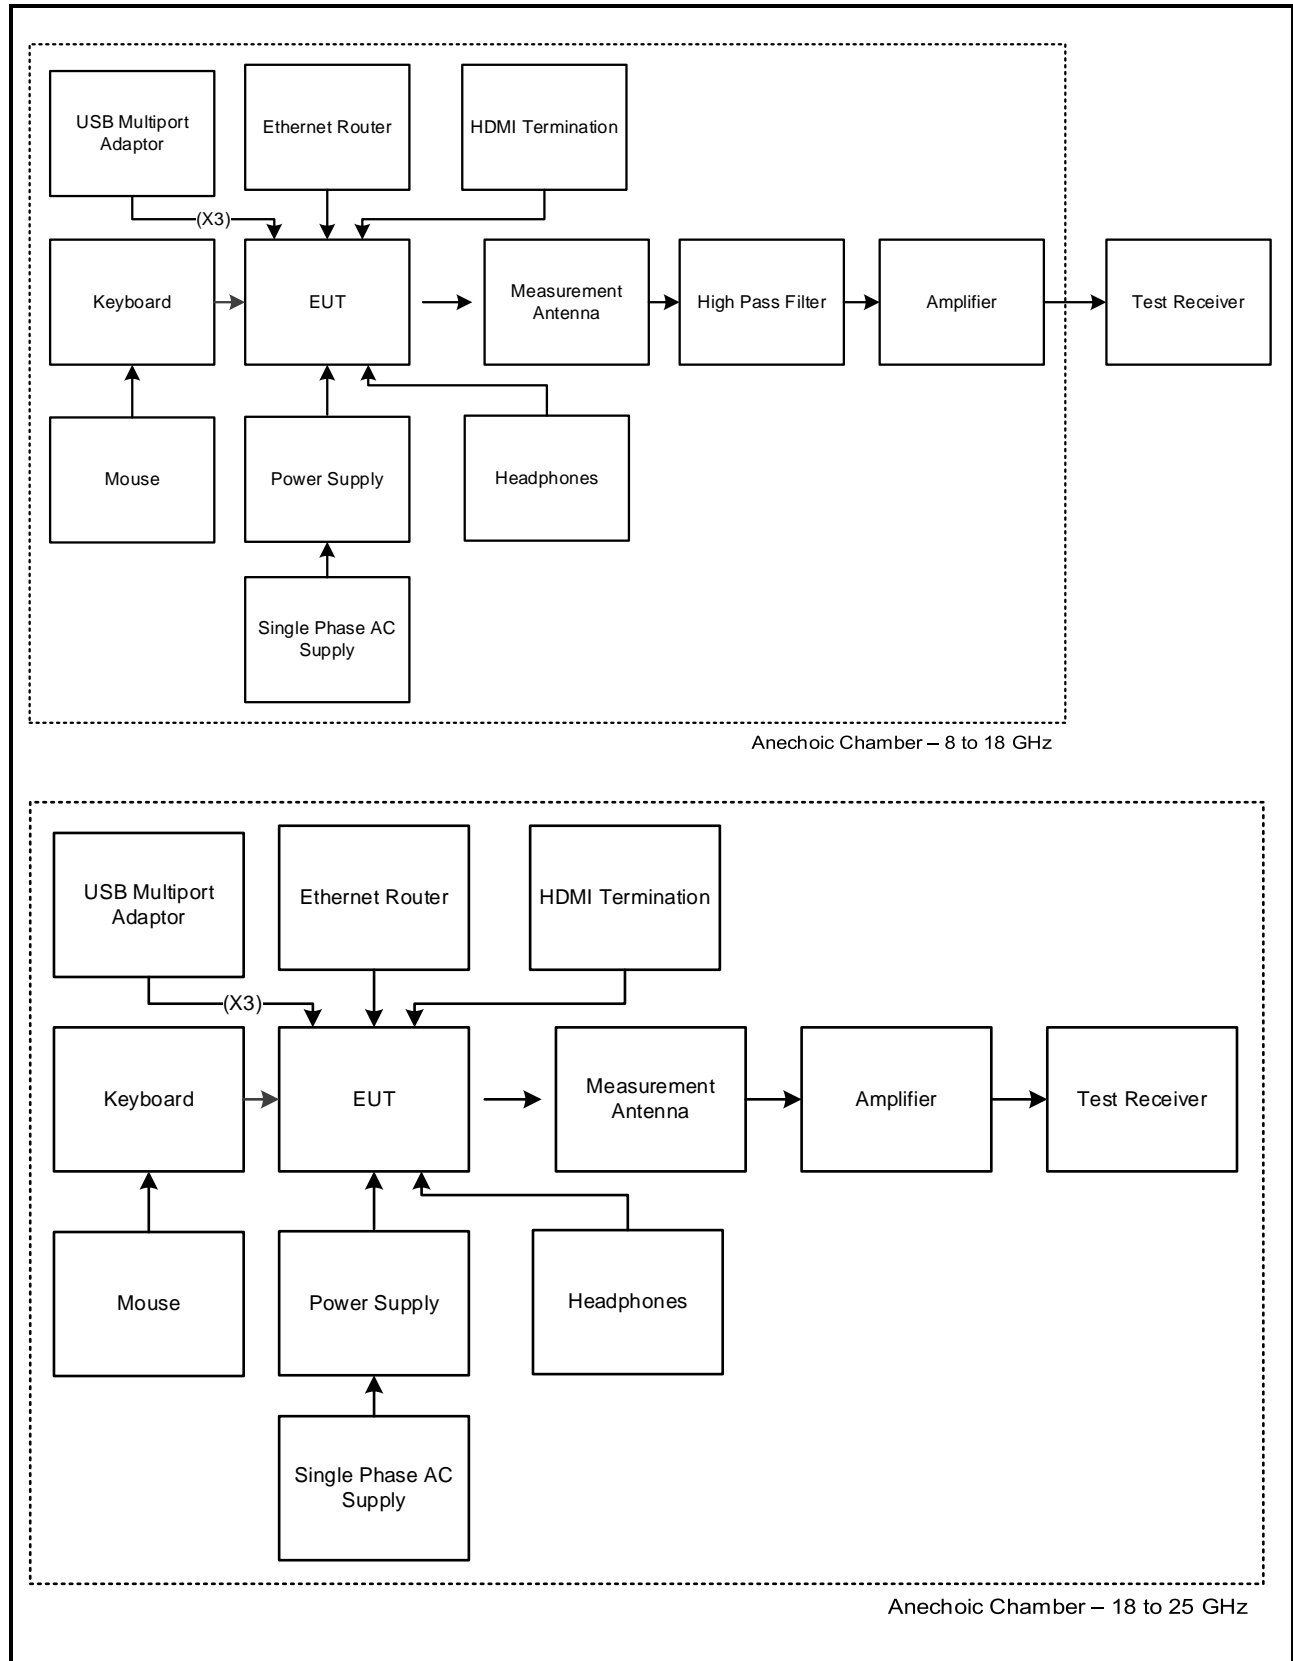 USB Multiport
Adaptor
Ethernet Router
HDMI Termination
(X3)
Keyboard
EUT
Measurement
Antenna
High Pass Filter
Amplifier
Test Receiver
Mouse
Power Supply
Headphones
Single Phase AC
Supply
Anechoic Chamber – 8 to 18 GHz
USB Multiport
Adaptor
Ethernet Router
HDMI Termination
(X3)
Keyboard
EUT
Measurement
Antenna
Amplifier
Test Receiver
Mouse
Power Supply
Headphones
Single Phase AC
Supply
Anechoic Chamber – 18 to 25 GHz